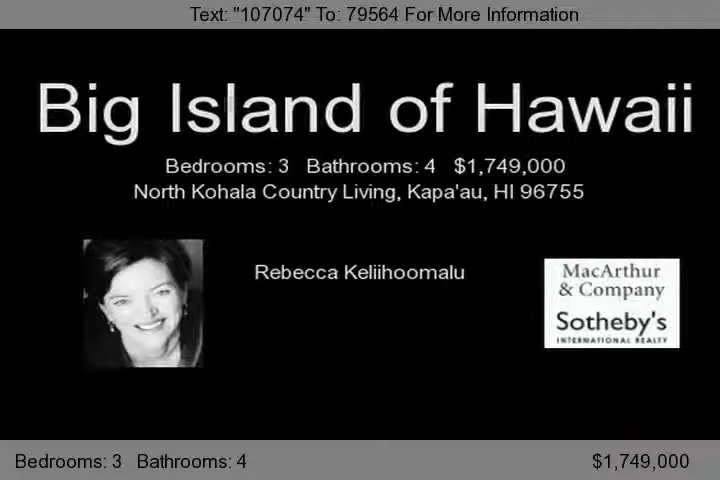 Text: "107074" To: 79564 For More Information
Big Island of Hawaii
Bedrooms: 3 Bathrooms: 4 $1,749,000
North Kohala Country Living, Kapa'au, HI 96755
Rebecca Keliihoomalu
MacArthur
& Company
Sotheby's
INTERNATIONAL REALTY
Bedrooms: 3 Bathrooms: 4 $1,749,000